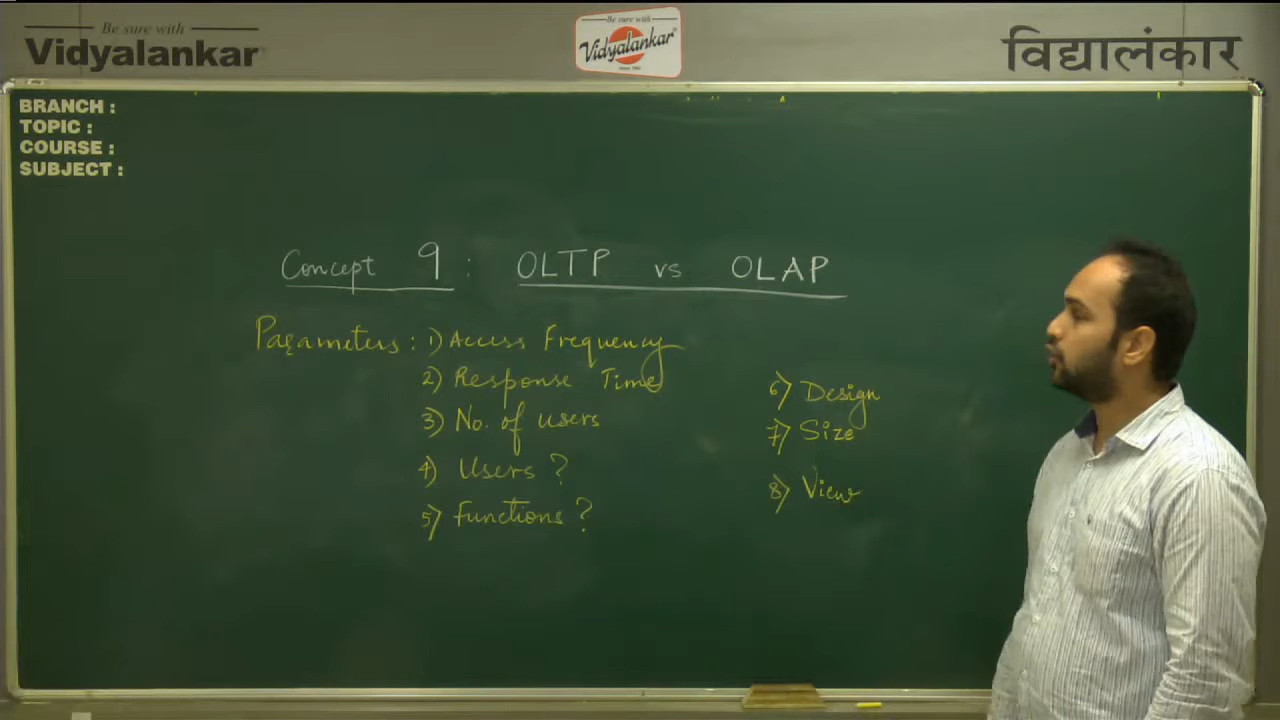 Be sure with
Vidyalankar
Be sure with
Vidyalankar
since 1960
विद्यालंकार
BRANCH :
TOPIC :
COURSE :
SUBJECT :
Concept 9 : OLTP vs OLAP
Parameters : 1) Access Frequency
2) Response Time
3) No. of users
4) Users ?
5) Functions ?
6) Design
7) Size
8) View